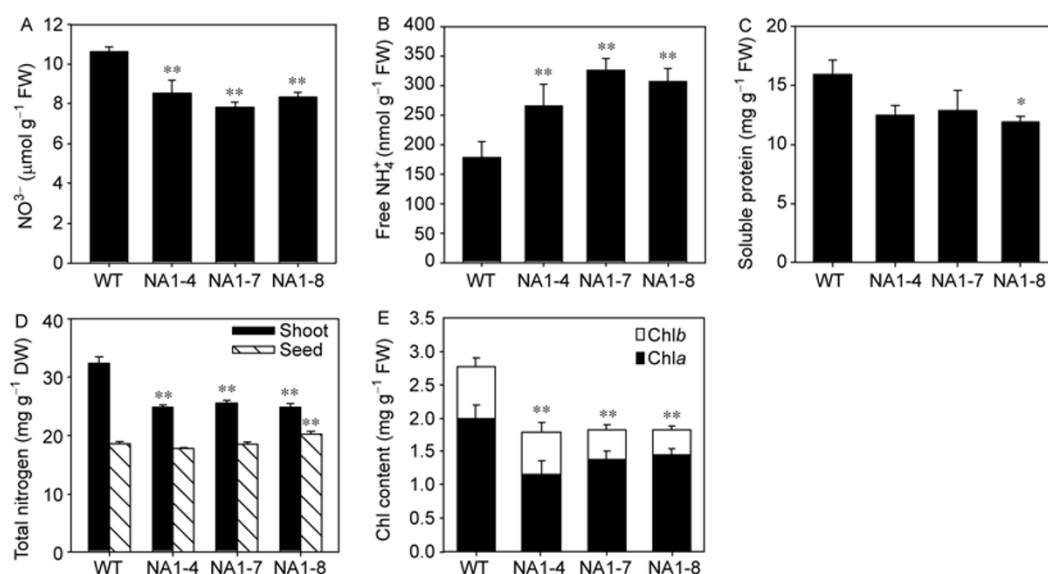 A
NO³⁻ (μmol g⁻¹ FW)
12
10
8
6
4
2
0
**
**
**
WT NA1-4 NA1-7 NA1-8
B
Free NH₄⁺ (nmol g⁻¹ FW)
400
350
300
250
200
150
100
50
0
**
**
**
WT NA1-4 NA1-7 NA1-8
C
Soluble protein (mg g⁻¹ FW)
20
15
10
5
0
*
WT NA1-4 NA1-7 NA1-8
D
Total nitrogen (mg g⁻¹ DW)
40
30
20
10
0
Shoot
Seed
**
**
**
**
WT NA1-4 NA1-7 NA1-8
E
Chl content (mg g⁻¹ FW)
3.5
3.0
2.5
2.0
1.5
1.0
0.5
0.0
Chlb
Chla
**
**
**
WT NA1-4 NA1-7 NA1-8